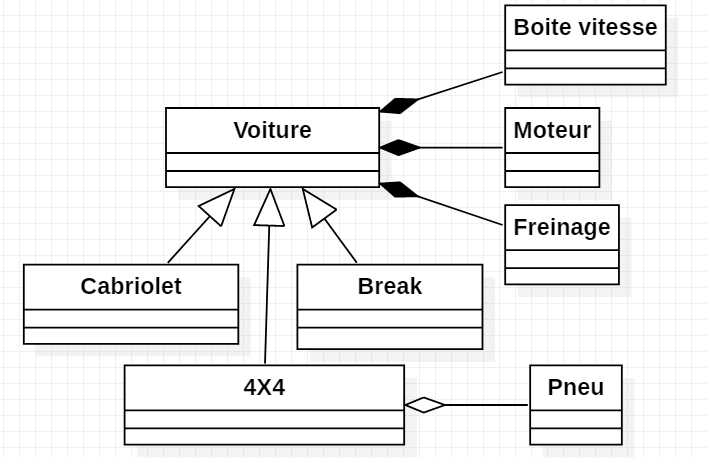 Boite vitesse
Voiture
Moteur
Freinage
Cabriolet
Break
4X4
Pneu